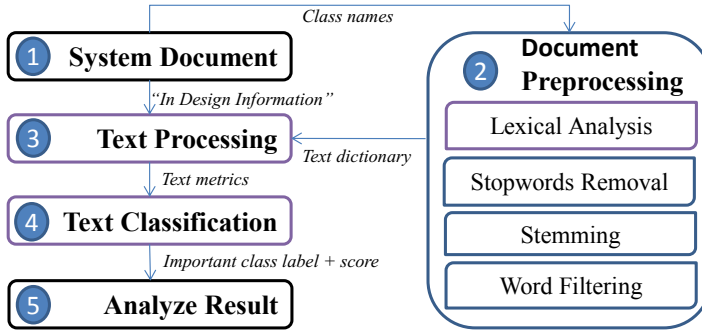 Class names
1 System Document
2 Document
Preprocessing
"In Design Information"
3 Text Processing
Text dictionary
Lexical Analysis
Text metrics
Stopwords Removal
4 Text Classification
Stemming
Important class label + score
Word Filtering
5 Analyze Result